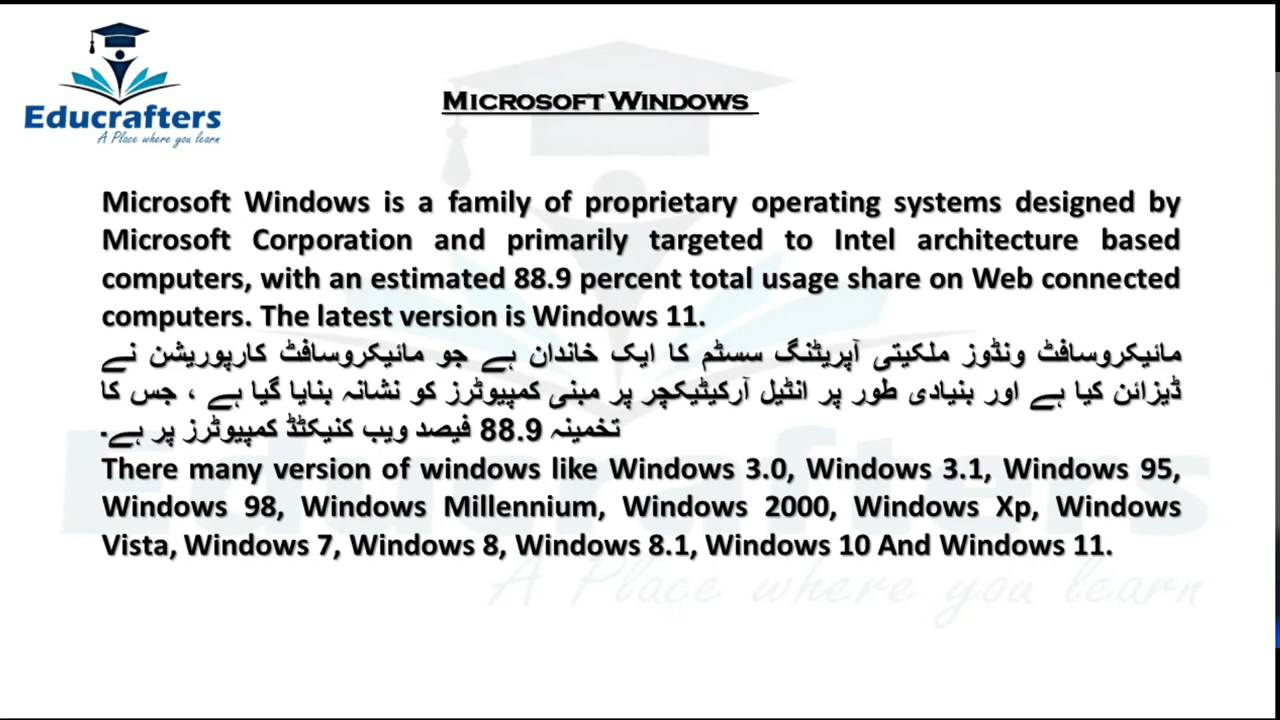 Educrafters
A Place where you learn
MICROSOFT WINDOWS
Microsoft Windows is a family of proprietary operating systems designed by
Microsoft Corporation and primarily targeted to Intel architecture based
computers, with an estimated 88.9 percent total usage share on Web connected
computers. The latest version is Windows 11.
مائیکروسافٹ ونڈوز ملکیتی آپریٹنگ سسٹم کا ایک خاندان ہے جو مائیکروسافٹ کارپوریشن نے
ڈیزائن کیا ہے اور بنیادی طور پر انٹیل آرکیٹیکچر پر مبنی کمپیوٹرز کو نشانہ بنایا گیا ہے ، جس کا
تخمینہ 88.9 فیصد ویب کنیکٹڈ کمپیوٹرز پر ہے۔
There many version of windows like Windows 3.0, Windows 3.1, Windows 95,
Windows 98, Windows Millennium, Windows 2000, Windows Xp, Windows
Vista, Windows 7, Windows 8, Windows 8.1, Windows 10 And Windows 11.
Educrafters
A Place where you learn